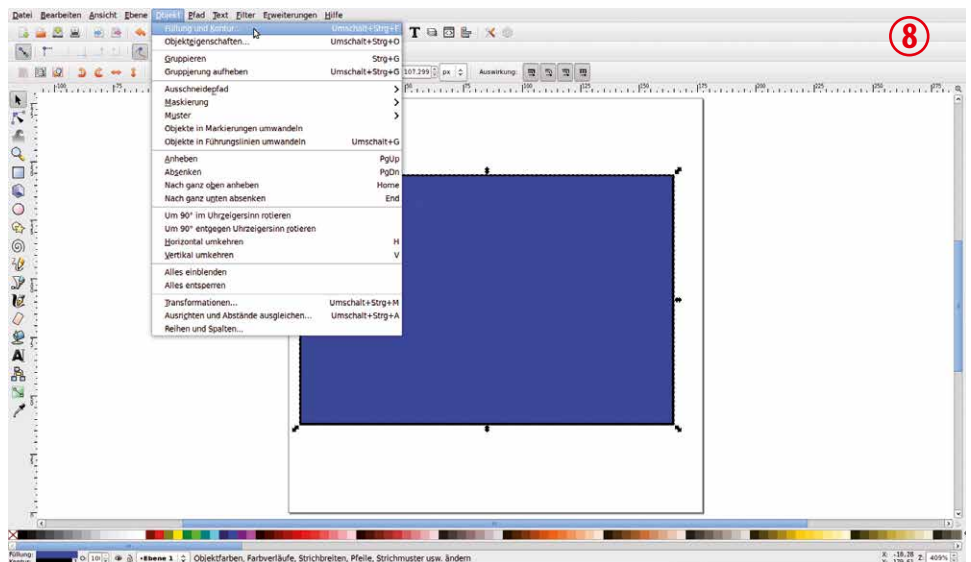 Datei Bearbeiten Ansicht Ebene Objekt Pfad Text Filter Erweiterungen Hilfe
Füllung und Kontur... Umschalt+Strg+F
Objekteigenschaften... Umschalt+Strg+O
Gruppieren Strg+G
Gruppierung aufheben Umschalt+Strg+G
Ausschneidepfad
Maskierung
Muster
Objekte in Markierungen umwandeln
Objekte in Führungslinien umwandeln Umschalt+G
Anheben PgUp
Absenken PgDn
Nach ganz oben anheben Home
Nach ganz unten absenken End
Um 90° im Uhrzeigersinn rotieren
Um 90° entgegen Uhrzeigersinn rotieren
Horizontal umkehren H
Vertikal umkehren V
Alles einblenden
Alles entsperren
Transformationen... Umschalt+Strg+M
Ausrichten und Abstände ausgleichen... Umschalt+Strg+A
Reihen und Spalten...
8
107.299 px Auswirkung:
Füllung:
Kontur:
O: 10 •Ebene 1 Objektfarben, Farbverläufe, Strichbreiten, Pfeile, Strichmuster usw. ändern
X: -16,28
Z: 409%